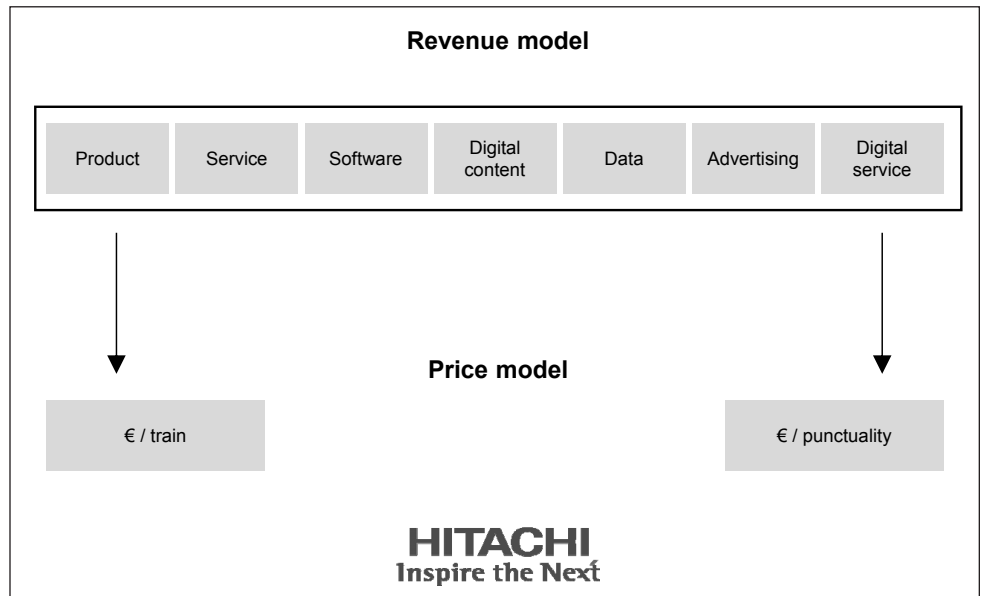 Revenue model
Product
Service
Software
Digital
content
Data
Advertising
Digital
service
Price model
€ / train
€ / punctuality
HITACHI
Inspire the Next